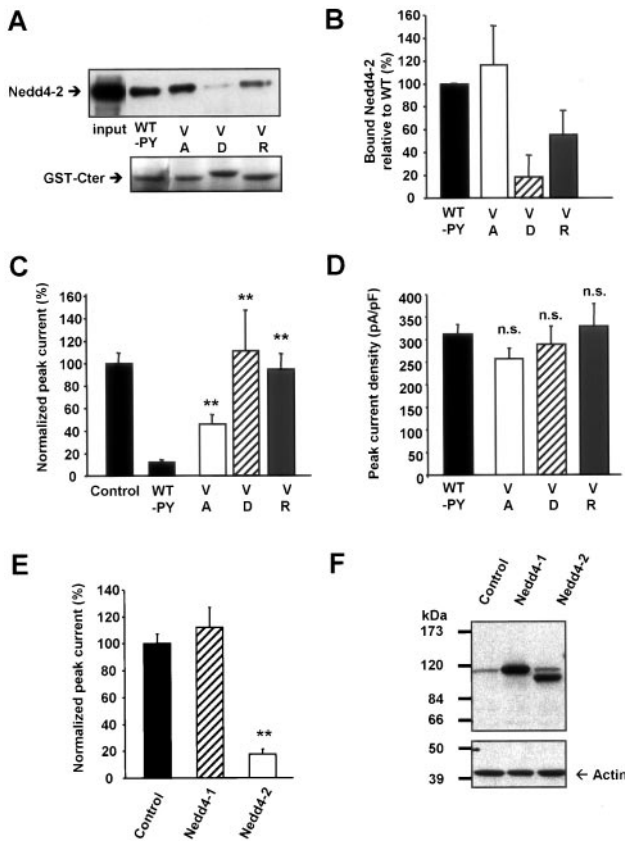 A
Nedd4-2 →
input WT V V V
-PY A D R
GST-Cter →
B
Bound Nedd4-2
relative to WT (%)
120
100
80
60
40
20
0
WT V V V
-PY A D R
C
Normalized peak current (%)
160
140
120
100
80
60
40
20
0
**
**
**
Control WT V V V
-PY A D R
D
Peak current density (pA/pF)
400
350
300
250
200
150
100
50
0
n.s. n.s. n.s.
WT V V V
-PY A D R
E
Normalized peak current (%)
140
120
100
80
60
40
20
0
**
Control Nedd4-1 Nedd4-2
F
Control Nedd4-1 Nedd4-2
kDa
173
120
84
66
50
39
← Actin